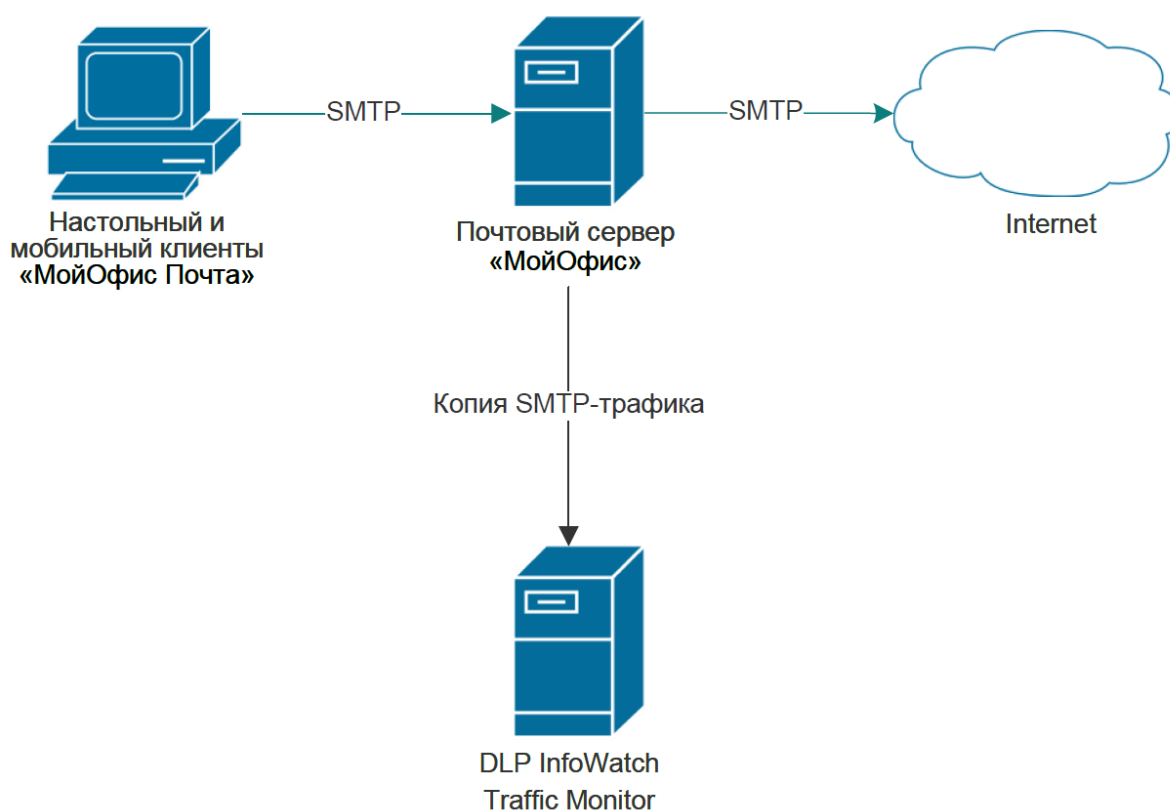 SMTP
SMTP
Настольный и
мобильный клиенты
«МойОфис Почта»
Почтовый сервер
«МойОфис»
Internet
Копия SMTP-трафика
DLP InfoWatch
Traffic Monitor